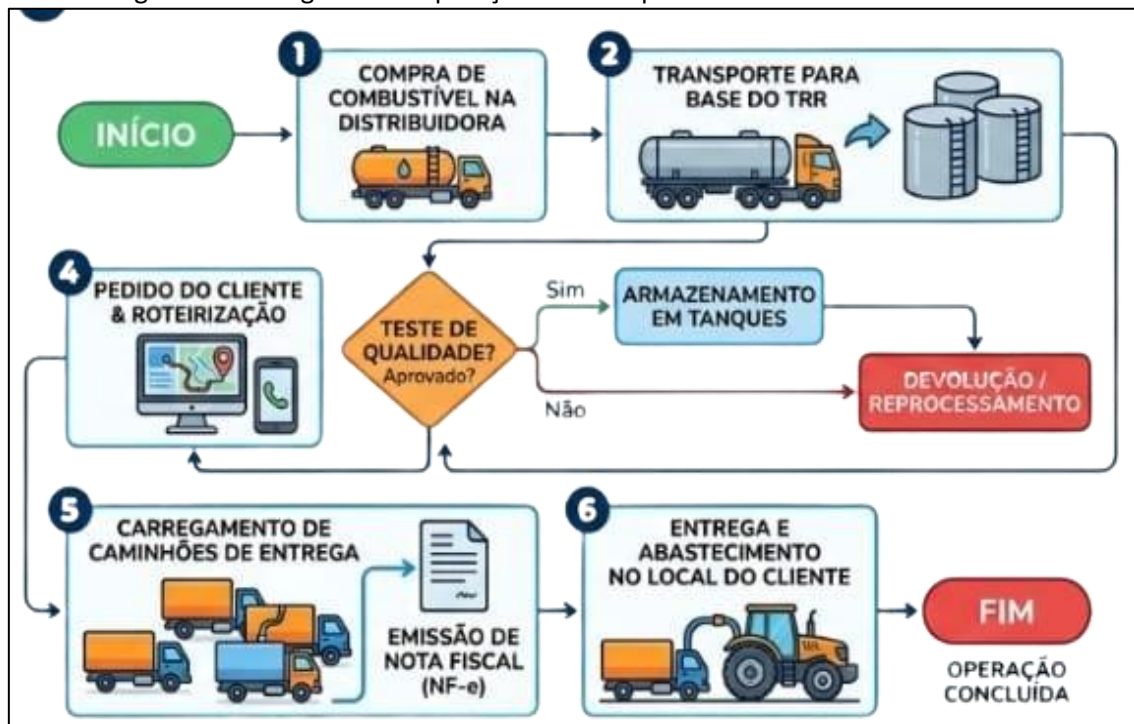 INÍCIO
1
COMPRA DE
COMBUSTÍVEL NA
DISTRIBUIDORA
2
TRANSPORTE PARA
BASE DO TRR
4
PEDIDO DO CLIENTE
& ROTEIRIZAÇÃO
TESTE DE
QUALIDADE?
Aprovado?
Sim
ARMAZENAMENTO
EM TANQUES
Não
DEVOLUÇÃO /
REPROCESSAMENTO
5
CARREGAMENTO DE
CAMINHÕES DE ENTREGA
EMISSÃO DE
NOTA FISCAL
(NF-e)
6
ENTREGA E
ABASTECIMENTO
NO LOCAL DO CLIENTE
FIM
OPERAÇÃO
CONCLUÍDA